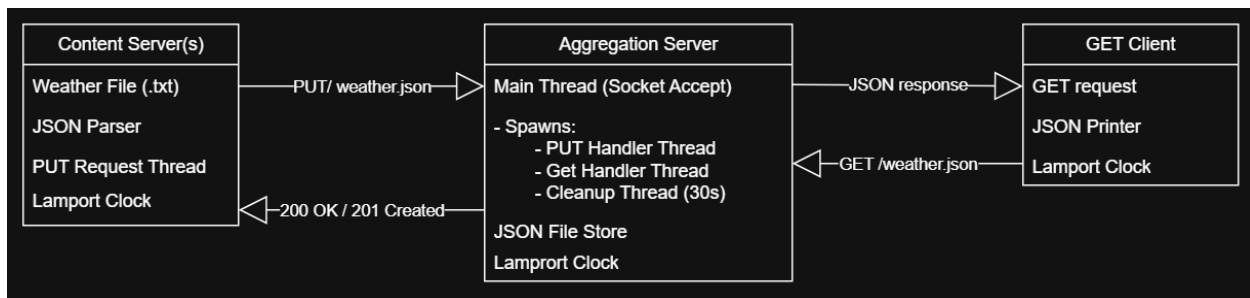 Content Server(s)
Weather File (.txt)
JSON Parser
PUT Request Thread
Lamport Clock
PUT/ weather.json
200 OK / 201 Created
Aggregation Server
Main Thread (Socket Accept)
- Spawns:
- PUT Handler Thread
- Get Handler Thread
- Cleanup Thread (30s)
JSON File Store
Lamprort Clock
JSON response
GET /weather.json
GET Client
GET request
JSON Printer
Lamport Clock